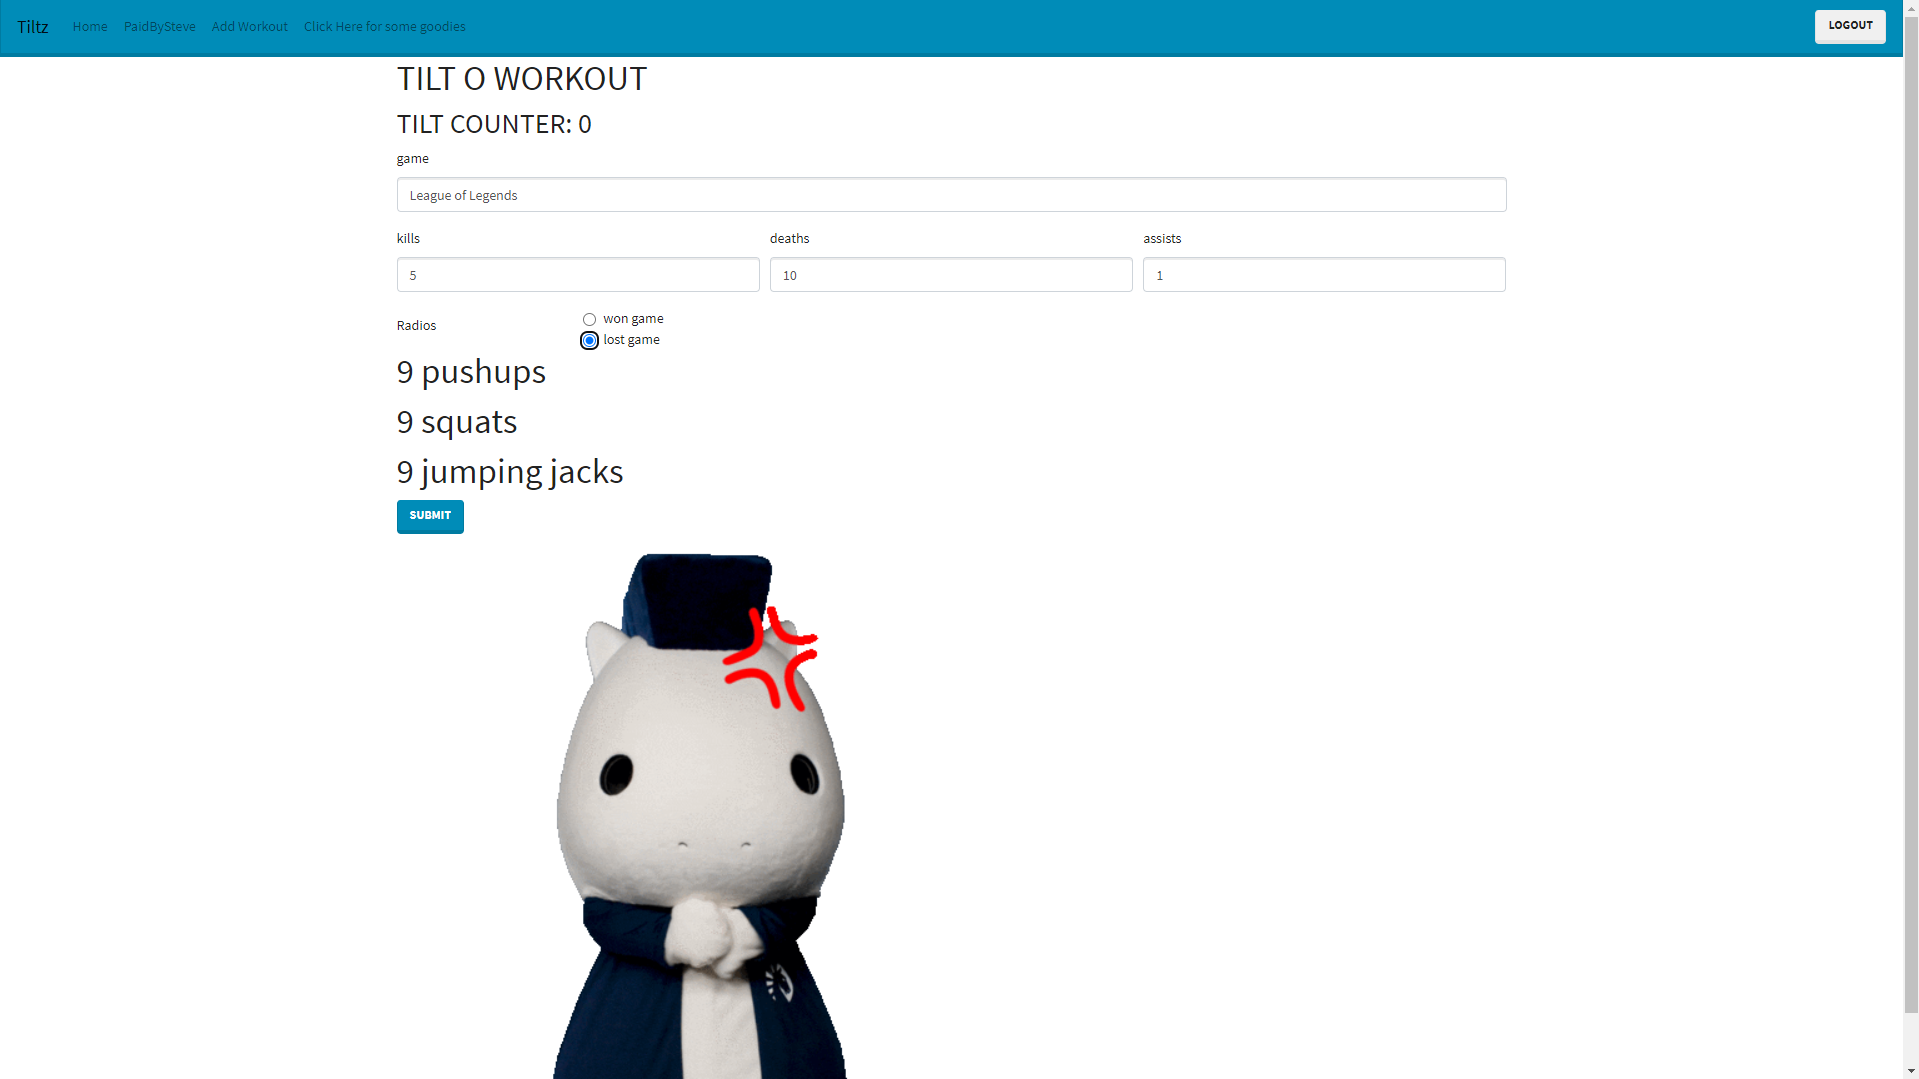 Tiltz Home PaidBySteve Add Workout Click Here for some goodies LOGOUT
TILT O WORKOUT
TILT COUNTER: 0
game
League of Legends
kills deaths assists
5 10 1
Radios
won game
lost game
9 pushups
9 squats
9 jumping jacks
SUBMIT